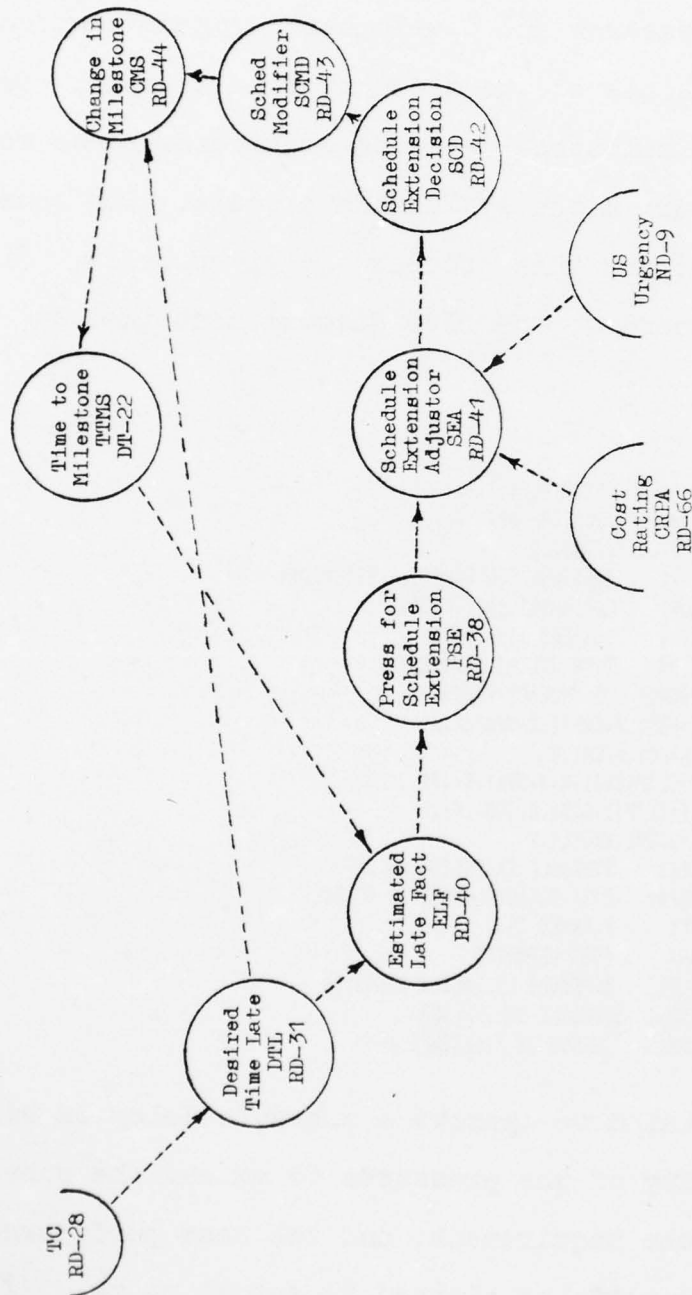 TC
RD-28
Desired
Time Late
DTL
RD-31
Estimated
Late Fact
ELF
RD-40
Time to
Milestone
TTMS
DT-22
Press for
Schedule
Extension
PSE
RD-38
Schedule
Extension
Adjustor
SEA
RD-41
Cost
Rating
CRPA
RD-66
US
Urgency
ND-9
Schedule
Extension
Decision
SCD
RD-42
Sched
Modifier
SCMD
RD-43
Change in
Milestone
CMS
RD-44